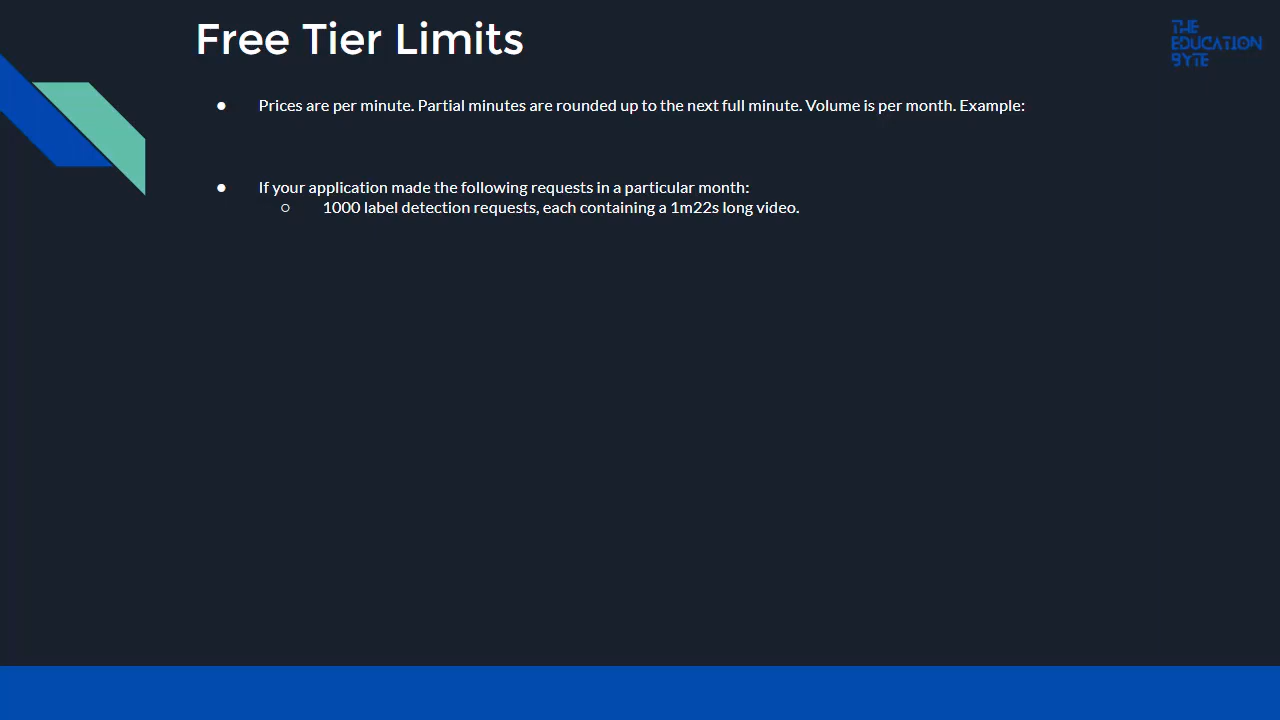 Free Tier Limits
THE
EDUCATION
BYTE
● Prices are per minute. Partial minutes are rounded up to the next full minute. Volume is per month. Example:
● If your application made the following requests in a particular month:
○ 1000 label detection requests, each containing a 1m22s long video.